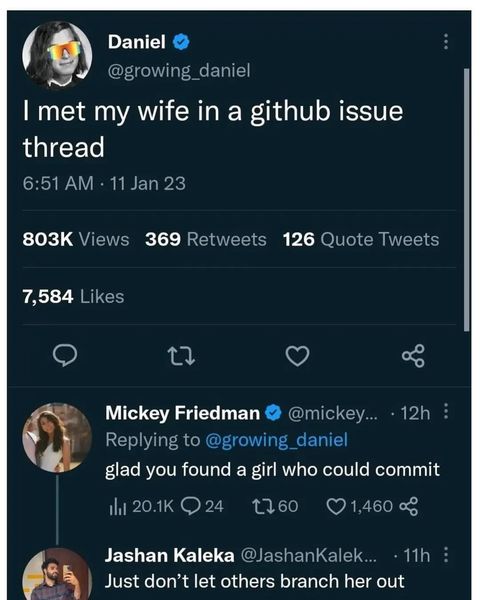 Daniel
@growing_daniel
I met my wife in a github issue
thread
6:51 AM · 11 Jan 23
803K Views 369 Retweets 126 Quote Tweets
7,584 Likes
Mickey Friedman @mickey... · 12h
Replying to @growing_daniel
glad you found a girl who could commit
20.1K 24 60 1,460
Jashan Kaleka @JashanKalek... · 11h
Just don't let others branch her out